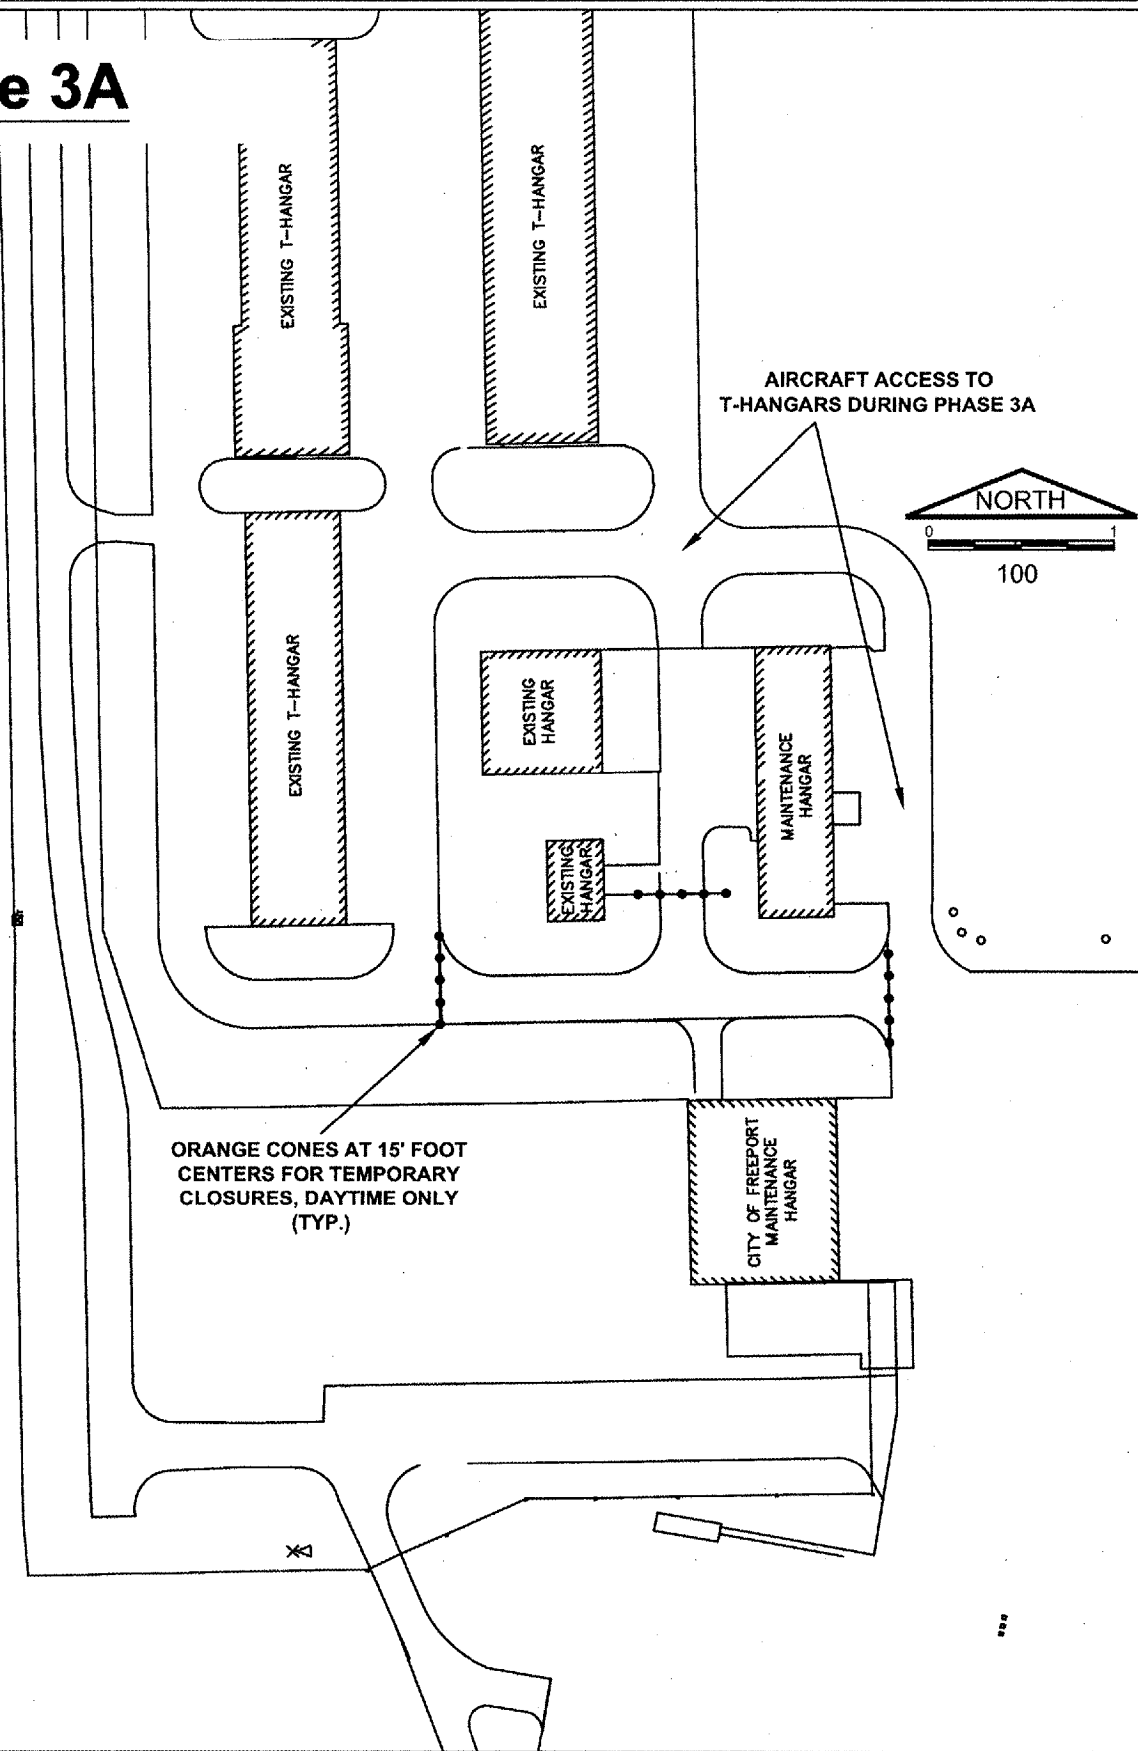 e 3A
EXISTING T-HANGAR
EXISTING T-HANGAR
AIRCRAFT ACCESS TO
T-HANGARS DURING PHASE 3A
NORTH
0 1
100
EXISTING T-HANGAR
EXISTING
HANGAR
MAINTENANCE
HANGAR
EXISTING
HANGAR
ORANGE CONES AT 15' FOOT
CENTERS FOR TEMPORARY
CLOSURES, DAYTIME ONLY
(TYP.)
CITY OF FREEPORT
MAINTENANCE
HANGAR